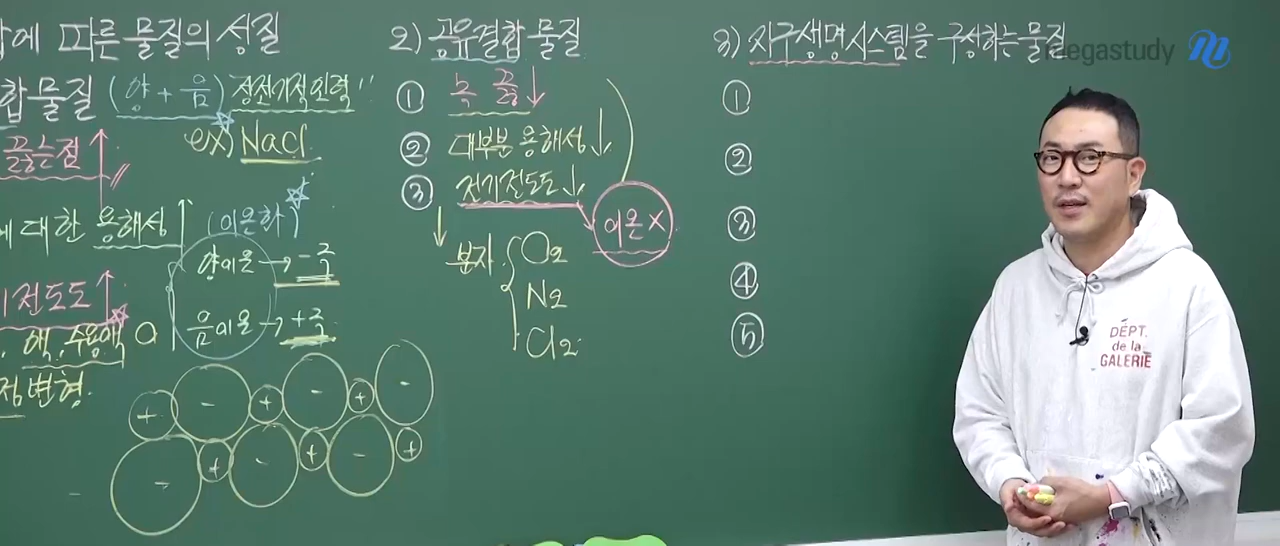 에 따른 물질의 성질
합물질 (양 + 음) 정전기적 인력
끓는점 ↑
ex) NaCl
대한 용해성 ↑ (이온화)
양이온 → -극
음이온 → +극
전도도 ↑
액, 수용액 O
변형.
+ - + - + -
- + - + - +
2) 공유결합물질
① 녹 끓 ↓
② 대부분 용해성 ↓
③ 전기전도도 ↓
이온 X
↓ 분자
O2
N2
Cl2
3) 지구생명시스템을 구성하는 물질
①
②
③
④
⑤
megastudy
DÉPT.
de la
GALERIE